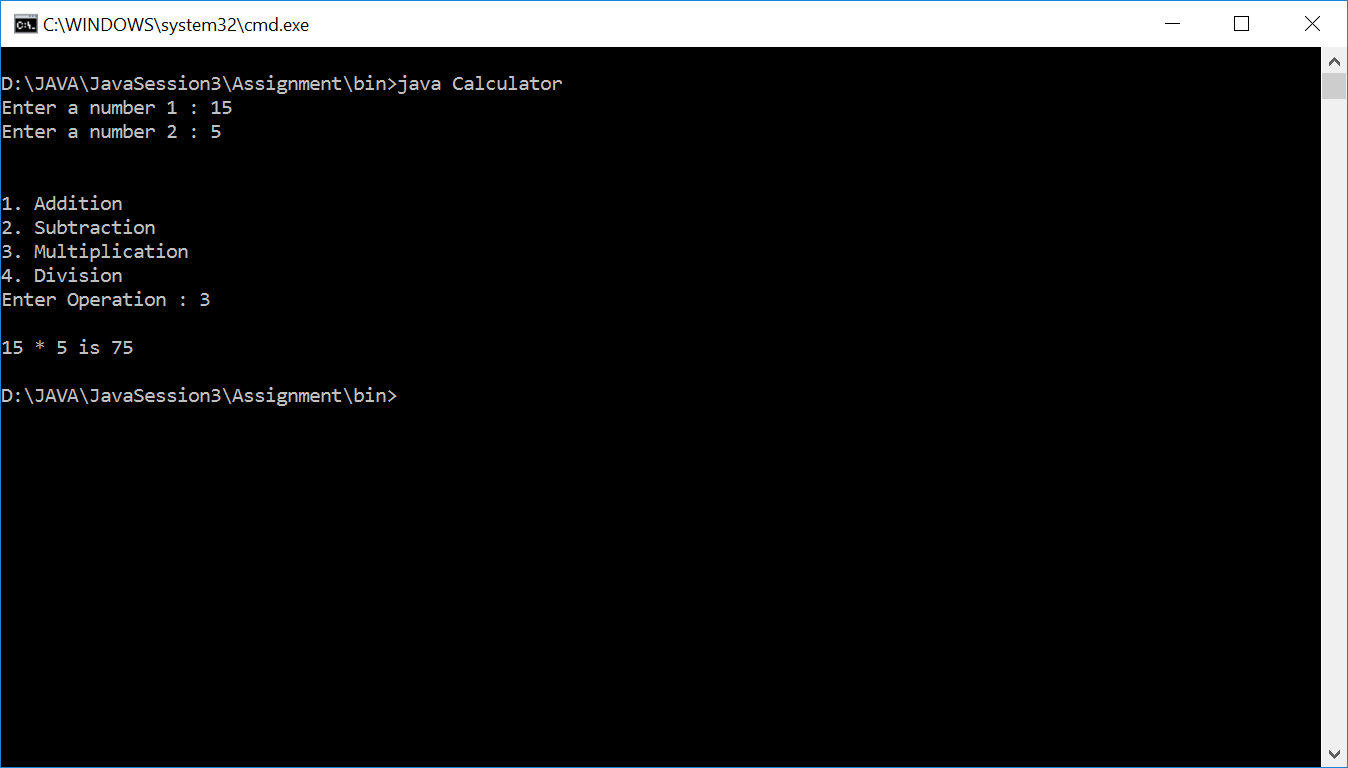 C:\WINDOWS\system32\cmd.exe
D:\JAVA\JavaSession3\Assignment\bin>java Calculator
Enter a number 1 : 15
Enter a number 2 : 5
1. Addition
2. Subtraction
3. Multiplication
4. Division
Enter Operation : 3
15 * 5 is 75
D:\JAVA\JavaSession3\Assignment\bin>